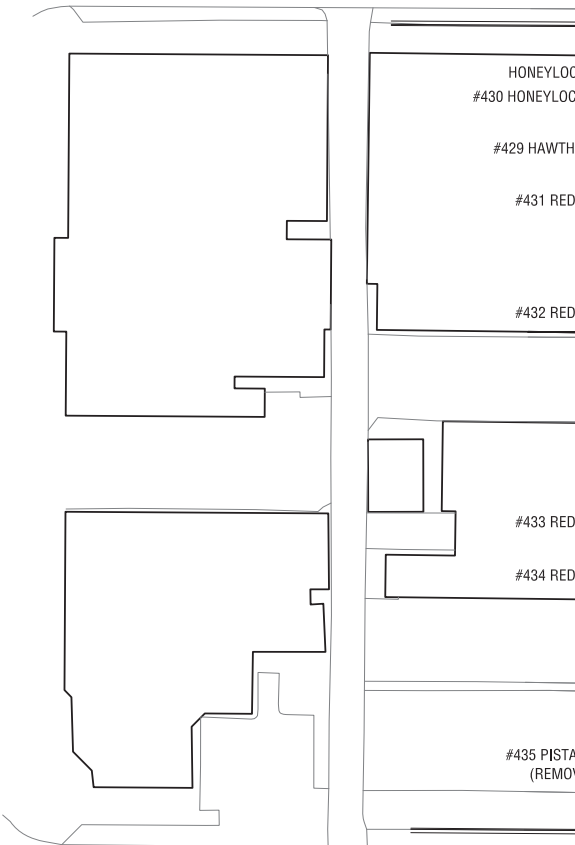 HONEYLOC
#430 HONEYLOC
#429 HAWTH
#431 RED
#432 RED
#433 RED
#434 RED
#435 PISTA
(REMOV